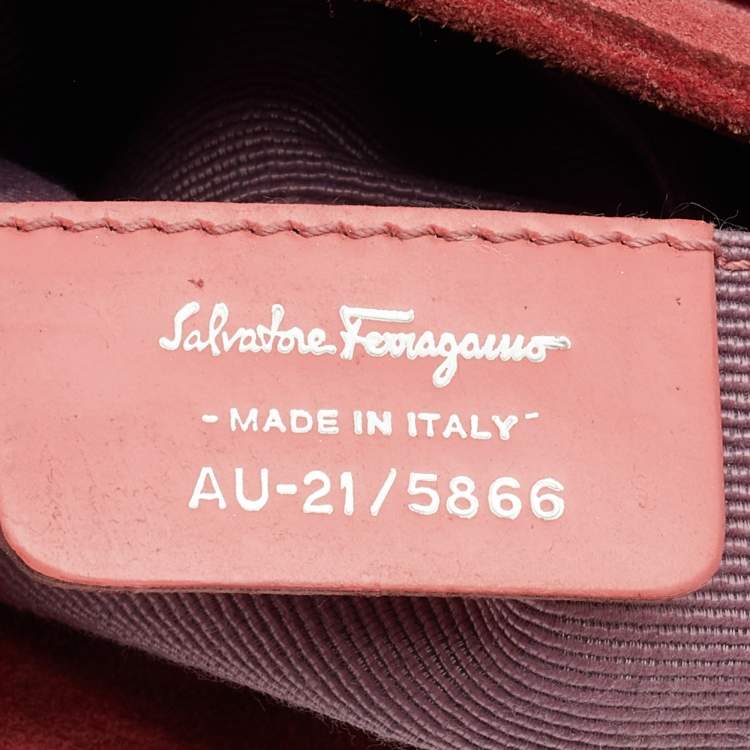 Salvatore Ferragamo
- MADE IN ITALY -
AU-21/5866